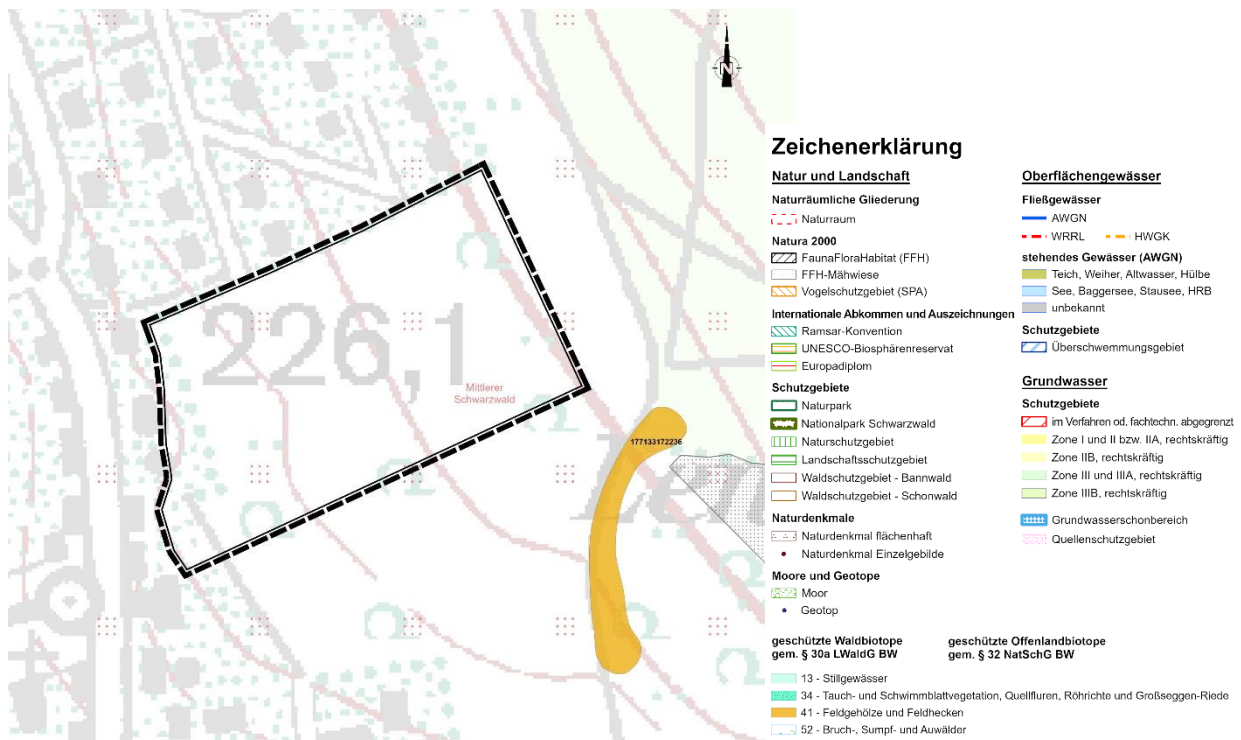 N
226,1
Mittlerer
Schwarzwald
177133172236
Zeichenerklärung
Natur und Landschaft
Naturräumliche Gliederung
Naturraum
Natura 2000
FaunaFloraHabitat (FFH)
FFH-Mähwiese
Vogelschutzgebiet (SPA)
Internationale Abkommen und Auszeichnungen
Ramsar-Konvention
UNESCO-Biosphärenreservat
Europadiplom
Schutzgebiete
Naturpark
Nationalpark Schwarzwald
Naturschutzgebiet
Landschaftsschutzgebiet
Waldschutzgebiet - Bannwald
Waldschutzgebiet - Schonwald
Naturdenkmale
Naturdenkmal flächenhaft
Naturdenkmal Einzelgebilde
Moore und Geotope
Moor
Geotop
Oberflächengewässer
Fließgewässer
AWGN
WRRL HWGK
stehendes Gewässer (AWGN)
Teich, Weiher, Altwasser, Hülbe
See, Baggersee, Stausee, HRB
unbekannt
Schutzgebiete
Überschwemmungsgebiet
Grundwasser
Schutzgebiete
im Verfahren od. fachtechn. abgegrenzt
Zone I und II bzw. IIA, rechtskräftig
Zone IIB, rechtskräftig
Zone III und IIIA, rechtskräftig
Zone IIIB, rechtskräftig
Grundwasserschonbereich
Quellenschutzgebiet
geschützte Waldbiotope
gem. § 30a LWaldG BW
geschützte Offenlandbiotope
gem. § 32 NatSchG BW
13 - Stillgewässer
34 - Tauch- und Schwimmblattvegetation, Quellfluren, Röhrichte und Großseggen-Riede
41 - Feldgehölze und Feldhecken
52 - Bruch-, Sumpf- und Auwälder